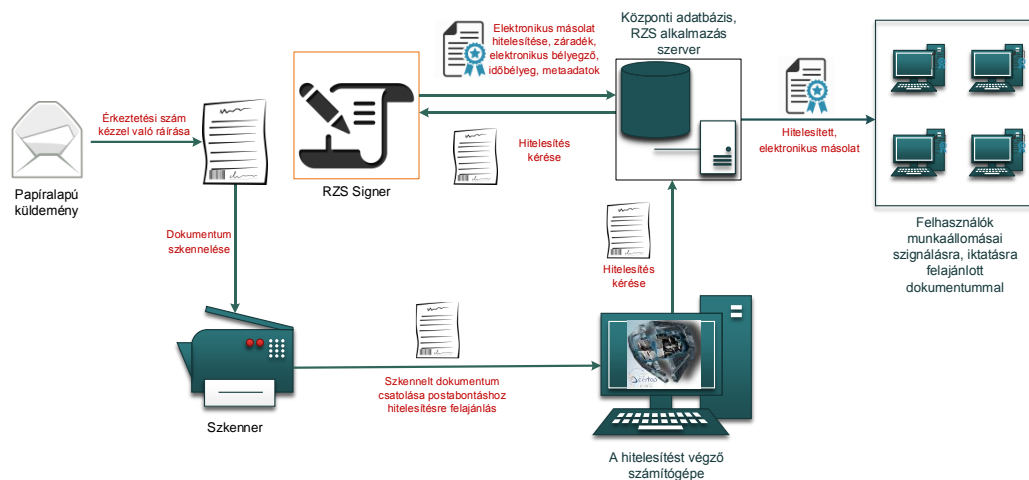 Elektronikus másolat
hitelesítése, záradék,
elektronikus bélyegző,
időbélyeg, metaadatok
Központi adatbázis,
RZS alkalmazás
szerver
Érkeztetési szám
kézzel való ráírása
Hitelesítés
kérése
Hitelesített,
elektronikus másolat
Papíralapú
küldemény
RZS Signer
Dokumentum
szkennelése
Hitelesítés
kérése
Felhasználók
munkaállomásai
szignálásra, iktatásra
felajánlott
dokumentummal
Szkennelt dokumentum
csatolása postabontáshoz
hitelesítésre felajánlás
Szkenner
certop
A hitelesítést végző
számítógépe